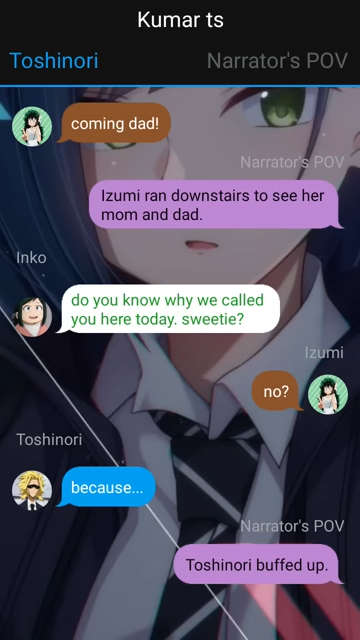 Kumar ts
Toshinori
Narrator's POV
coming dad!
Narrator's POV
Izumi ran downstairs to see her
mom and dad.
Inko
do you know why we called
you here today. sweetie?
Izumi
no?
Toshinori
because...
Narrator's POV
Toshinori buffed up.